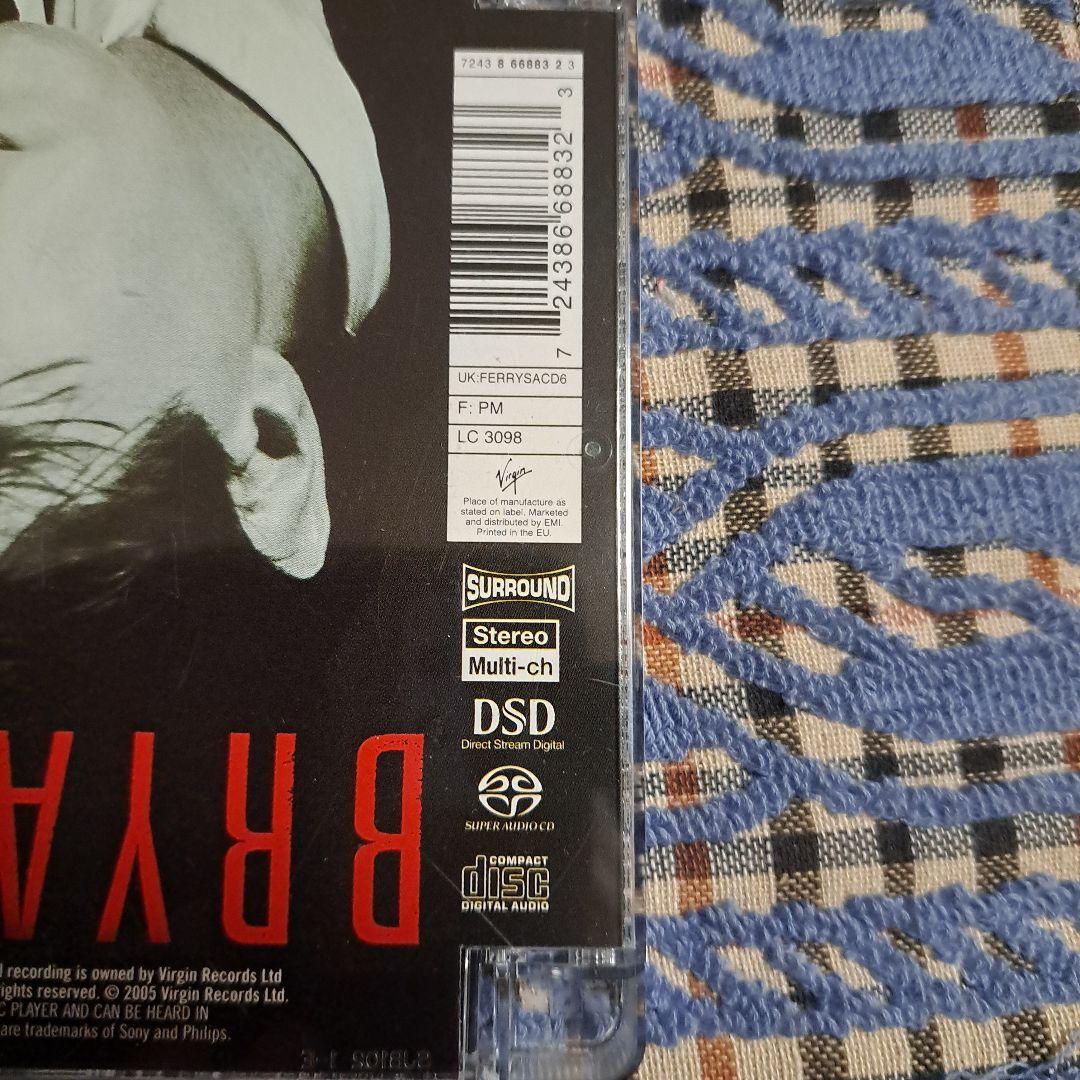 7243 8 66883 2 3
7 24386 68832 3
UK:FERRYSACD6
F: PM
LC 3098
Virgin
Place of manufacture as
stated on label. Marketed
and distributed by EMI.
Printed in the EU.
SURROUND
Stereo
Multi-ch
DSD
Direct Stream Digital
SUPER AUDIO CD
COMPACT
disc
DIGITAL AUDIO
BRYA
recording is owned by Virgin Records Ltd
ights reserved. © 2005 Virgin Records Ltd.
C PLAYER AND CAN BE HEARD IN
are trademarks of Sony and Philips.